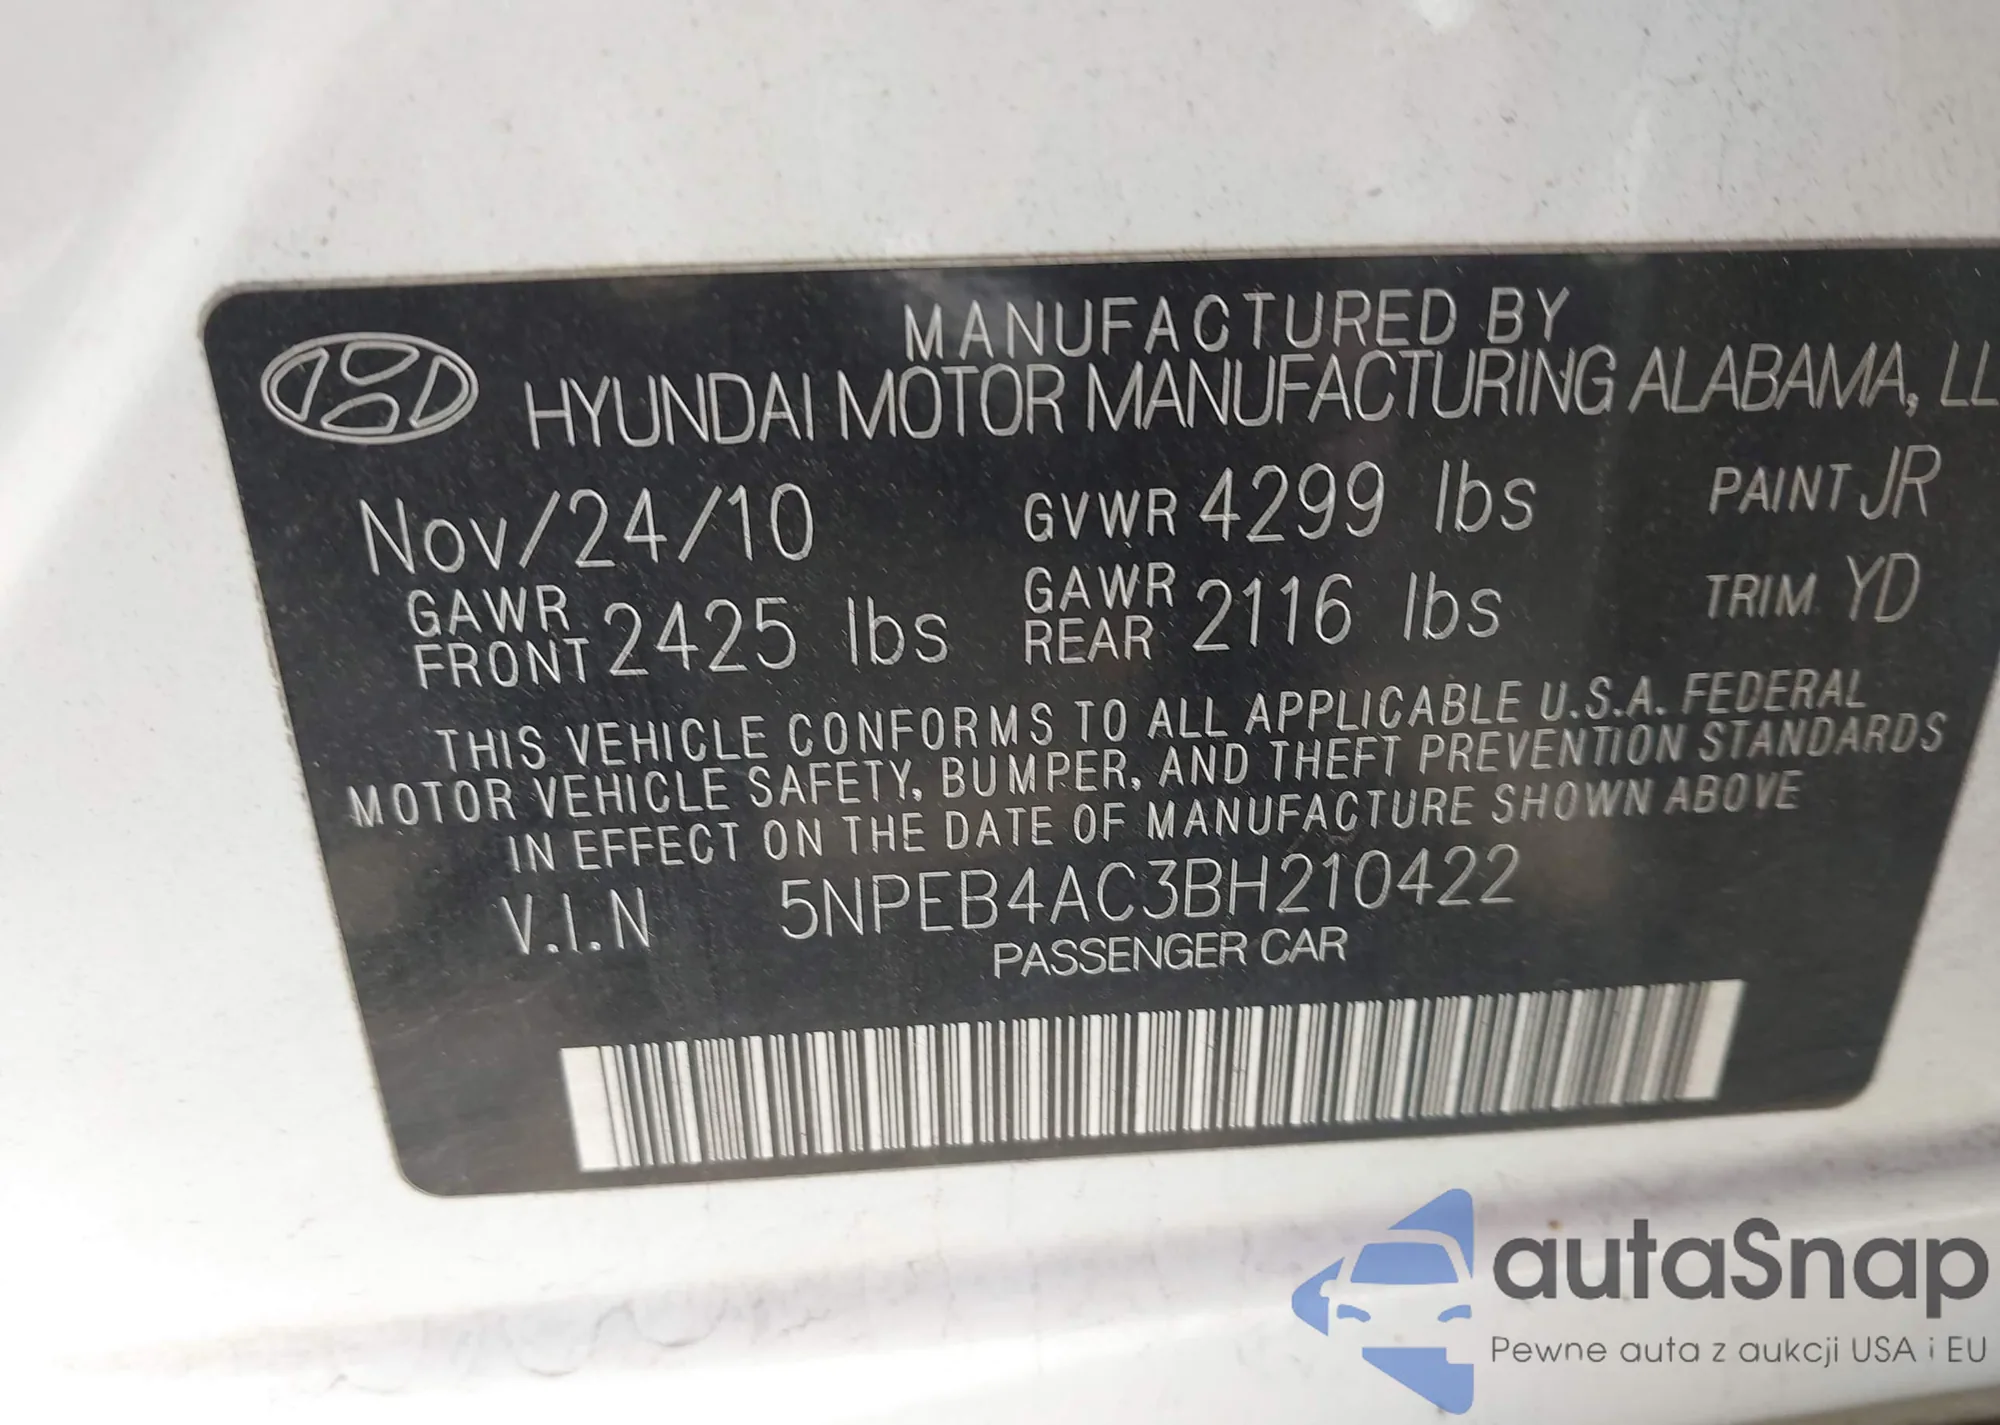 MANUFACTURED BY
HYUNDAI MOTOR MANUFACTURING ALABAMA, LL
Nov/24/10 GVWR 4299 lbs PAINT JR
GAWR FRONT 2425 lbs GAWR REAR 2116 lbs TRIM YD
THIS VEHICLE CONFORMS TO ALL APPLICABLE U.S.A. FEDERAL
MOTOR VEHICLE SAFETY, BUMPER, AND THEFT PREVENTION STANDARDS
IN EFFECT ON THE DATE OF MANUFACTURE SHOWN ABOVE
V.I.N 5NPEB4AC3BH210422
PASSENGER CAR
autaSnap
Pewne auta z aukcji USA i EU